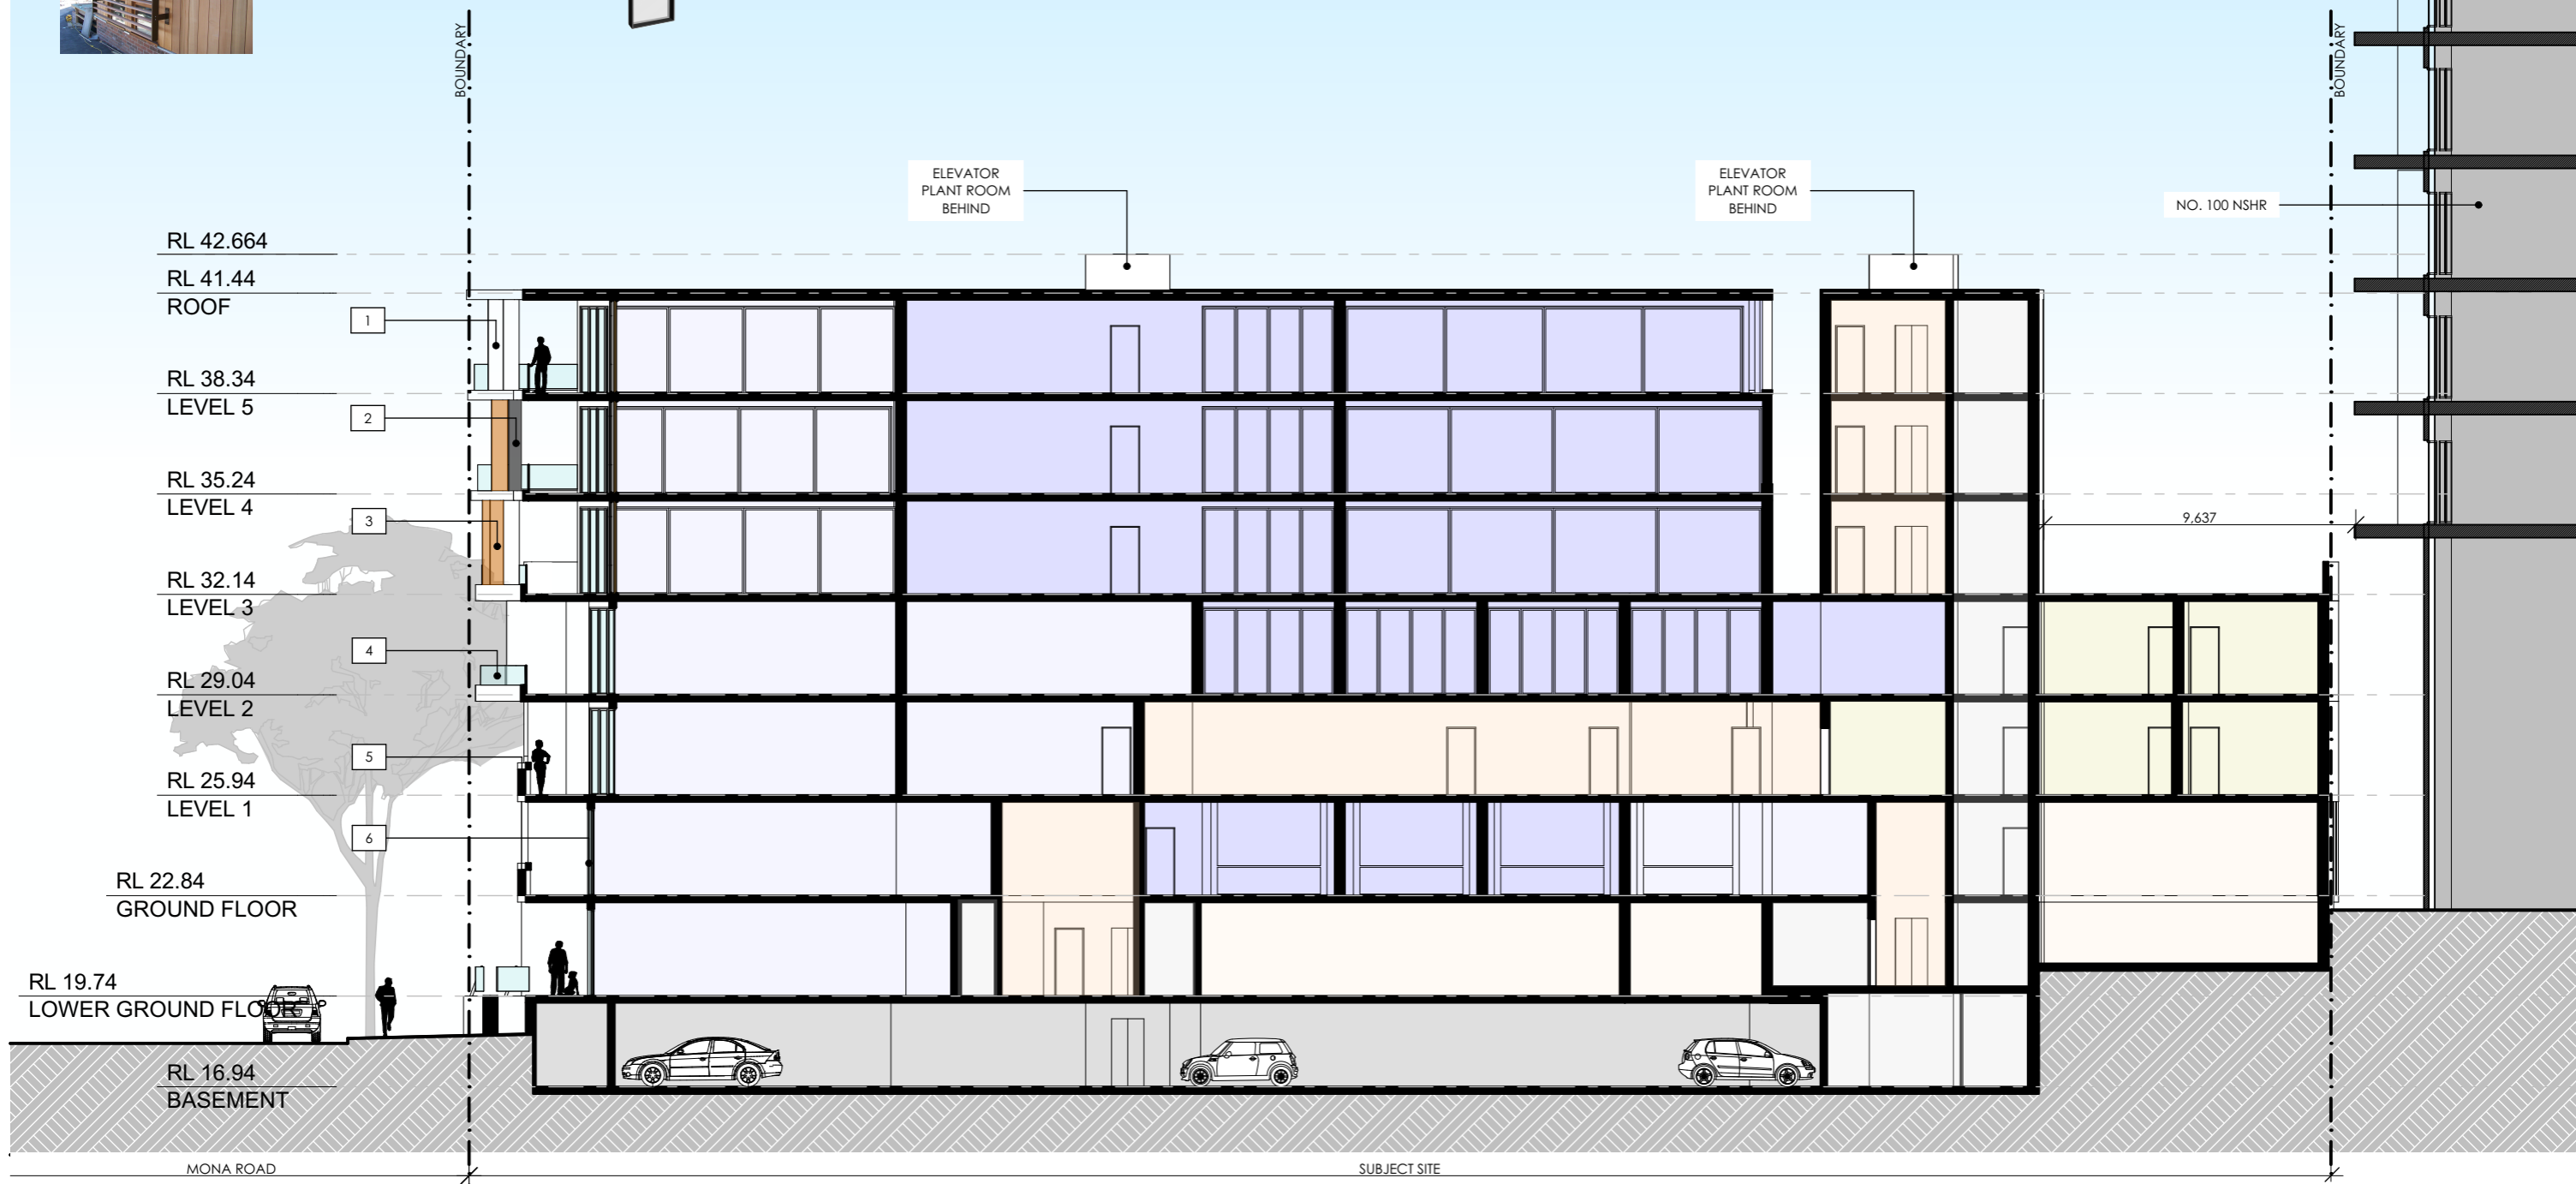 BOUNDARY
BOUNDARY
ELEVATOR
PLANT ROOM
BEHIND
ELEVATOR
PLANT ROOM
BEHIND
NO. 100 NSHR
RL 42.664
RL 41.44
ROOF
1
RL 38.34
LEVEL 5
2
RL 35.24
LEVEL 4
3
9,637
RL 32.14
LEVEL 3
4
RL 29.04
LEVEL 2
5
RL 25.94
LEVEL 1
6
RL 22.84
GROUND FLOOR
RL 19.74
LOWER GROUND FLOOR
RL 16.94
BASEMENT
MONA ROAD
SUBJECT SITE